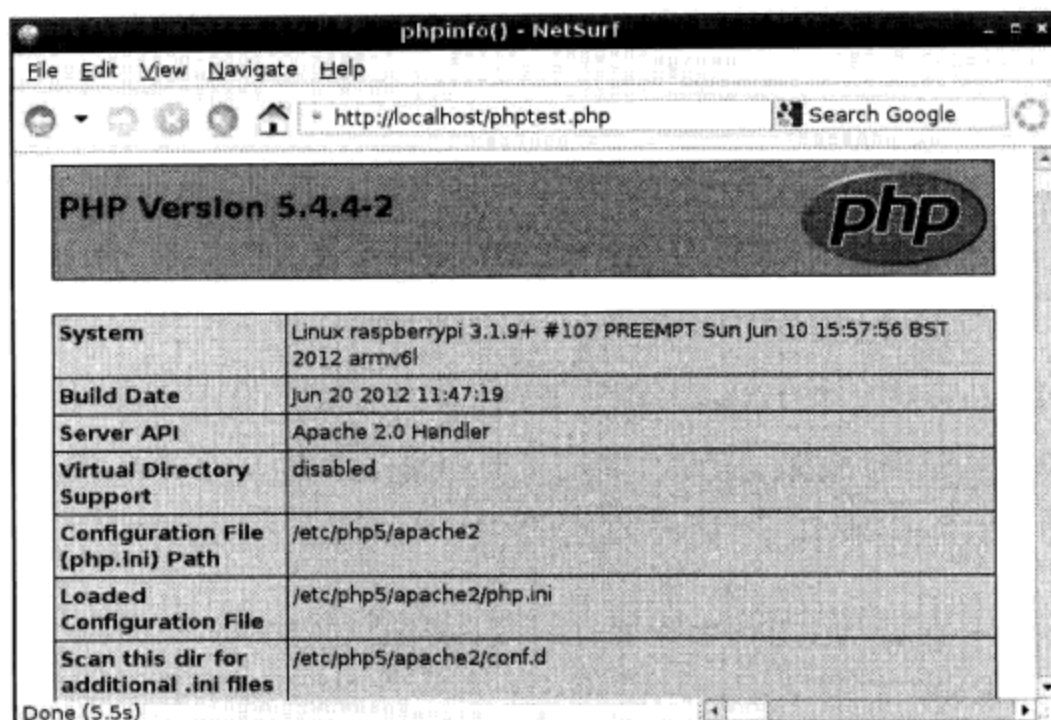 phpinfo() - NetSurf
File Edit View Navigate Help
http://localhost/phptest.php Search Google
PHP Version 5.4.4-2 php
System Linux raspberrypi 3.1.9+ #107 PREEMPT Sun Jun 10 15:57:56 BST
2012 armv6l
Build Date Jun 20 2012 11:47:19
Server API Apache 2.0 Handler
Virtual Directory disabled
Support
Configuration File /etc/php5/apache2
(php.ini) Path
Loaded /etc/php5/apache2/php.ini
Configuration File
Scan this dir for /etc/php5/apache2/conf.d
additional .ini files
Done (5.5s)